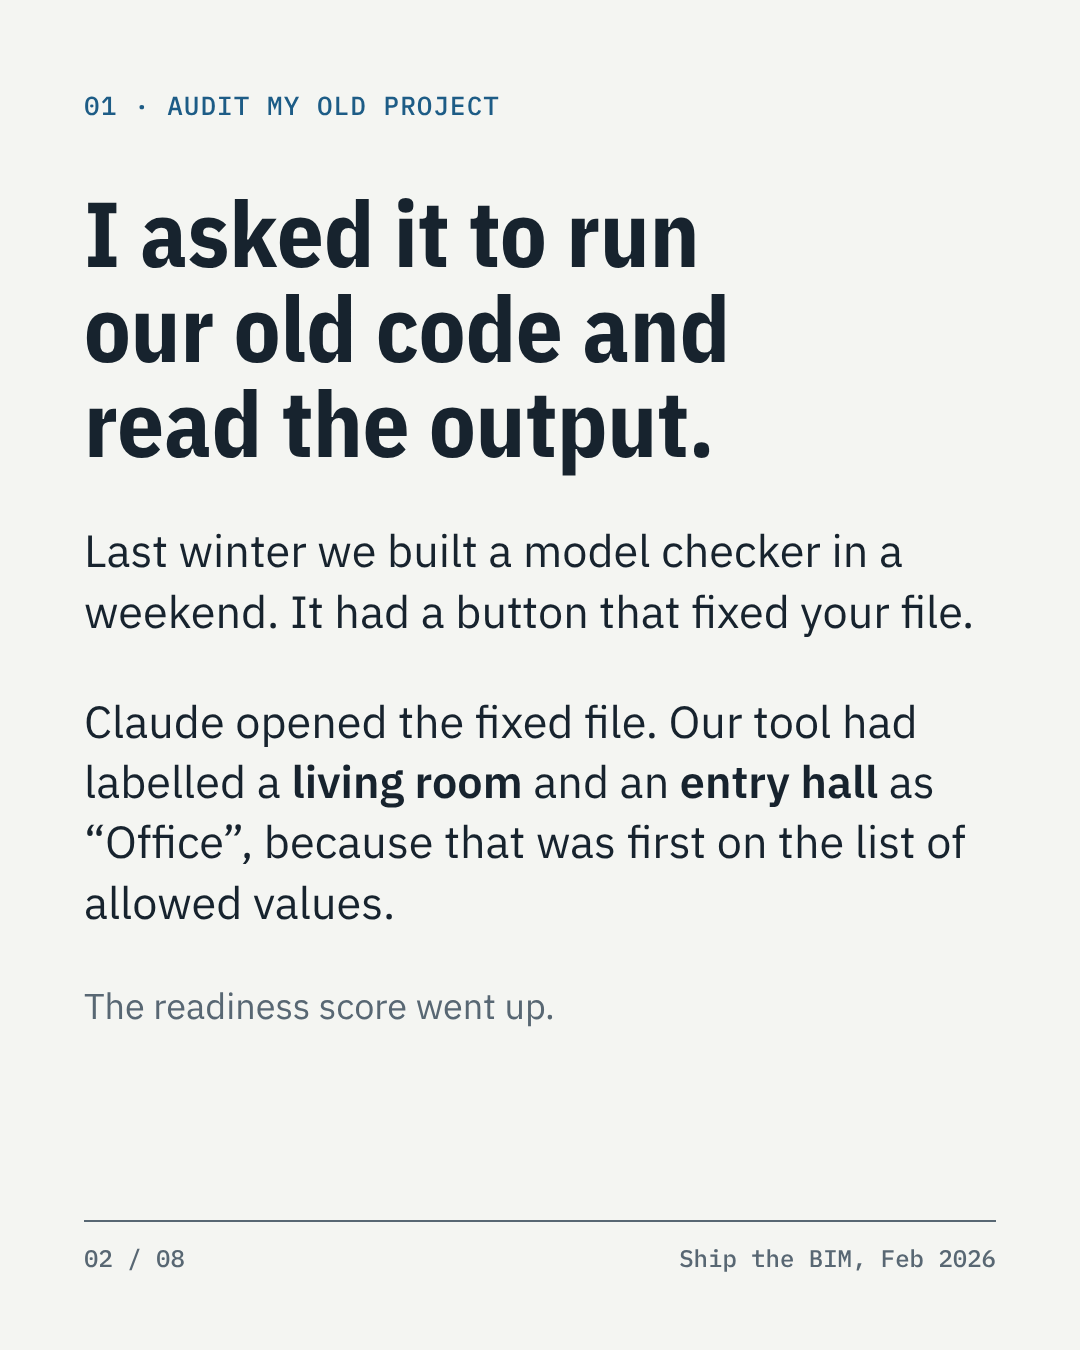 01 · AUDIT MY OLD PROJECT
I asked it to run
our old code and
read the output.
Last winter we built a model checker in a
weekend. It had a button that fixed your file.
Claude opened the fixed file. Our tool had
labelled a living room and an entry hall as
“Office”, because that was first on the list of
allowed values.
The readiness score went up.
02 / 08
Ship the BIM, Feb 2026